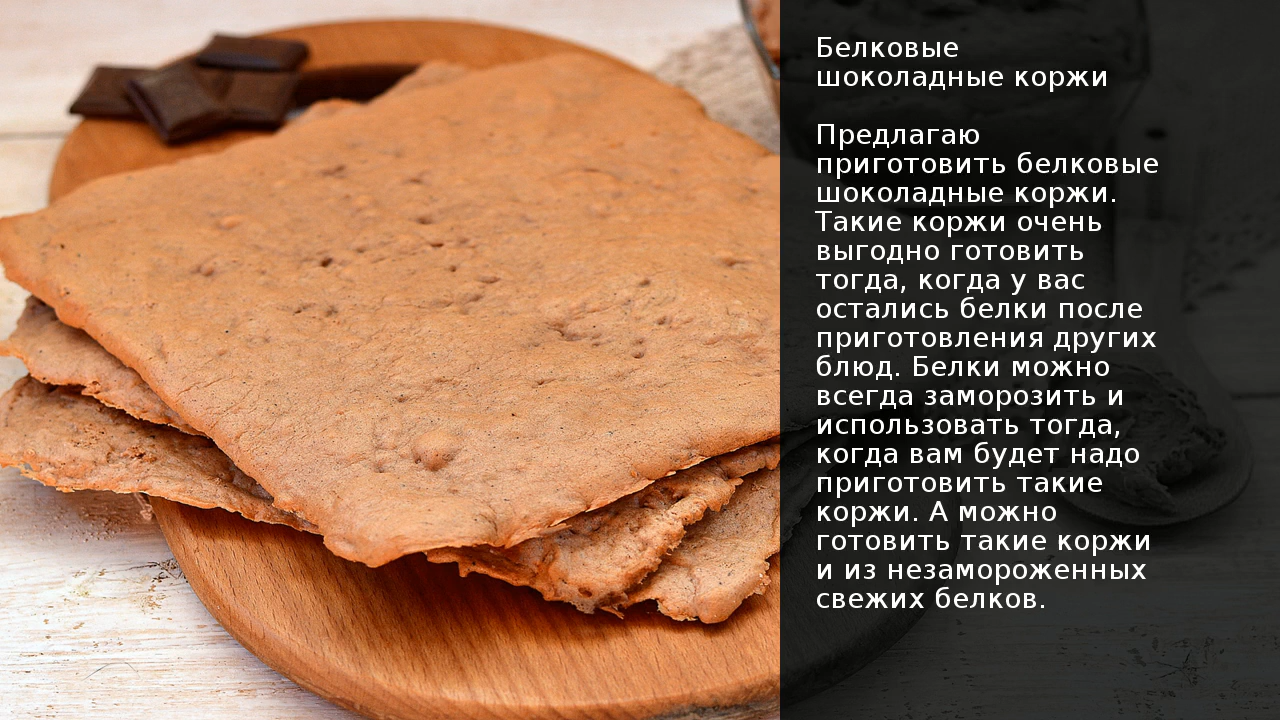 Белковые
шоколадные коржи
Предлагаю
приготовить белковые
шоколадные коржи.
Такие коржи очень
выгодно готовить
тогда, когда у вас
остались белки после
приготовления других
блюд. Белки можно
всегда заморозить и
использовать тогда,
когда вам будет надо
приготовить такие
коржи. А можно
готовить такие коржи
и из незамороженных
свежих белков.